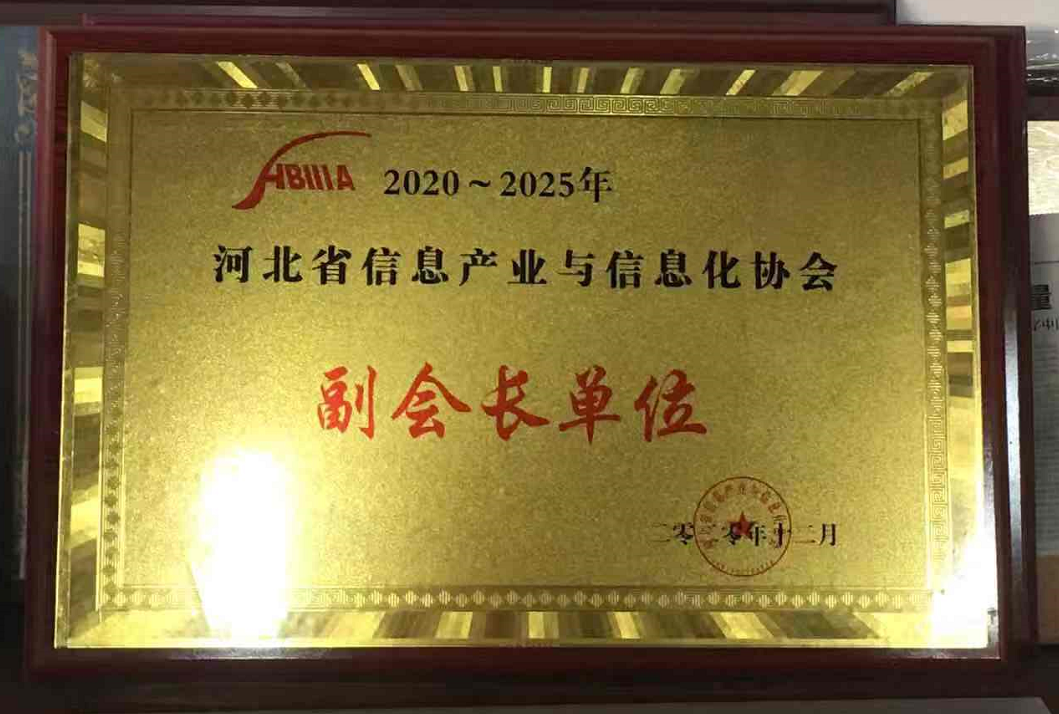 HBIIIA 2020～2025年
河北省信息产业与信息化协会
副会长单位
二零二零年十二月